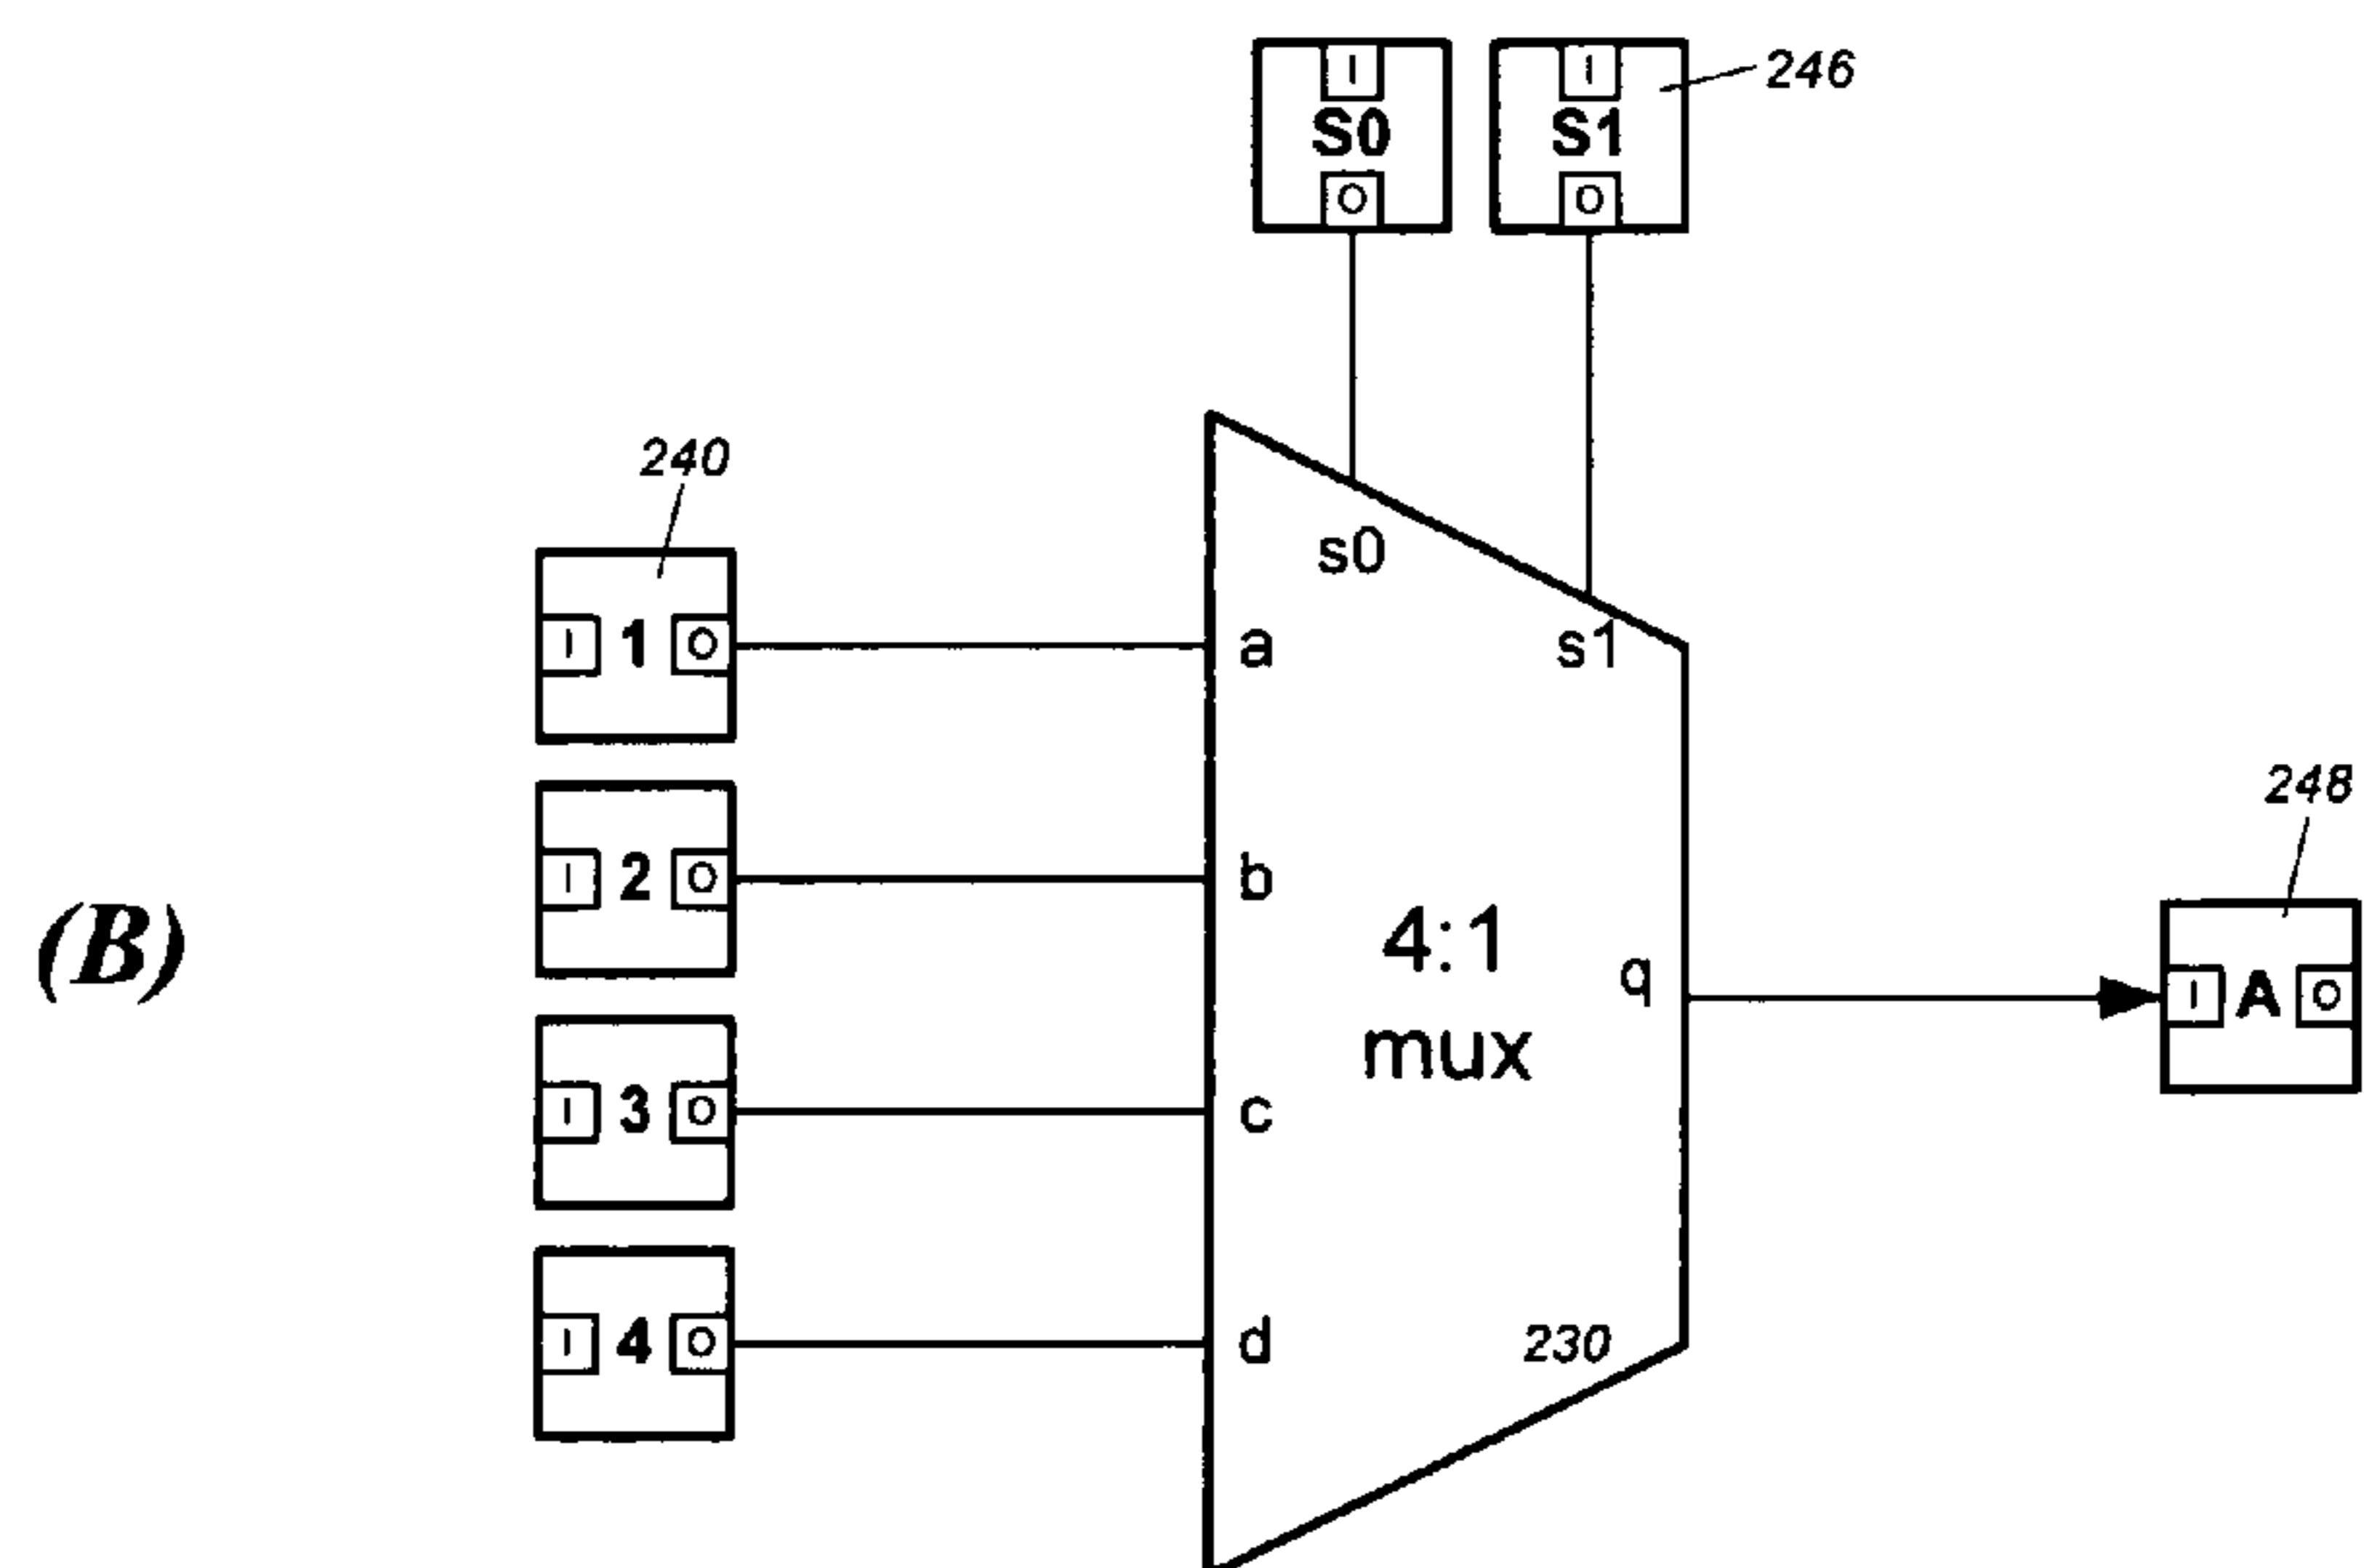 I I 246
S0 S1
O O
240
s0
I 1 O a s1
248
I 2 O b
(B) 4:1
q I A O
mux
I 3 O c
I 4 O d 230